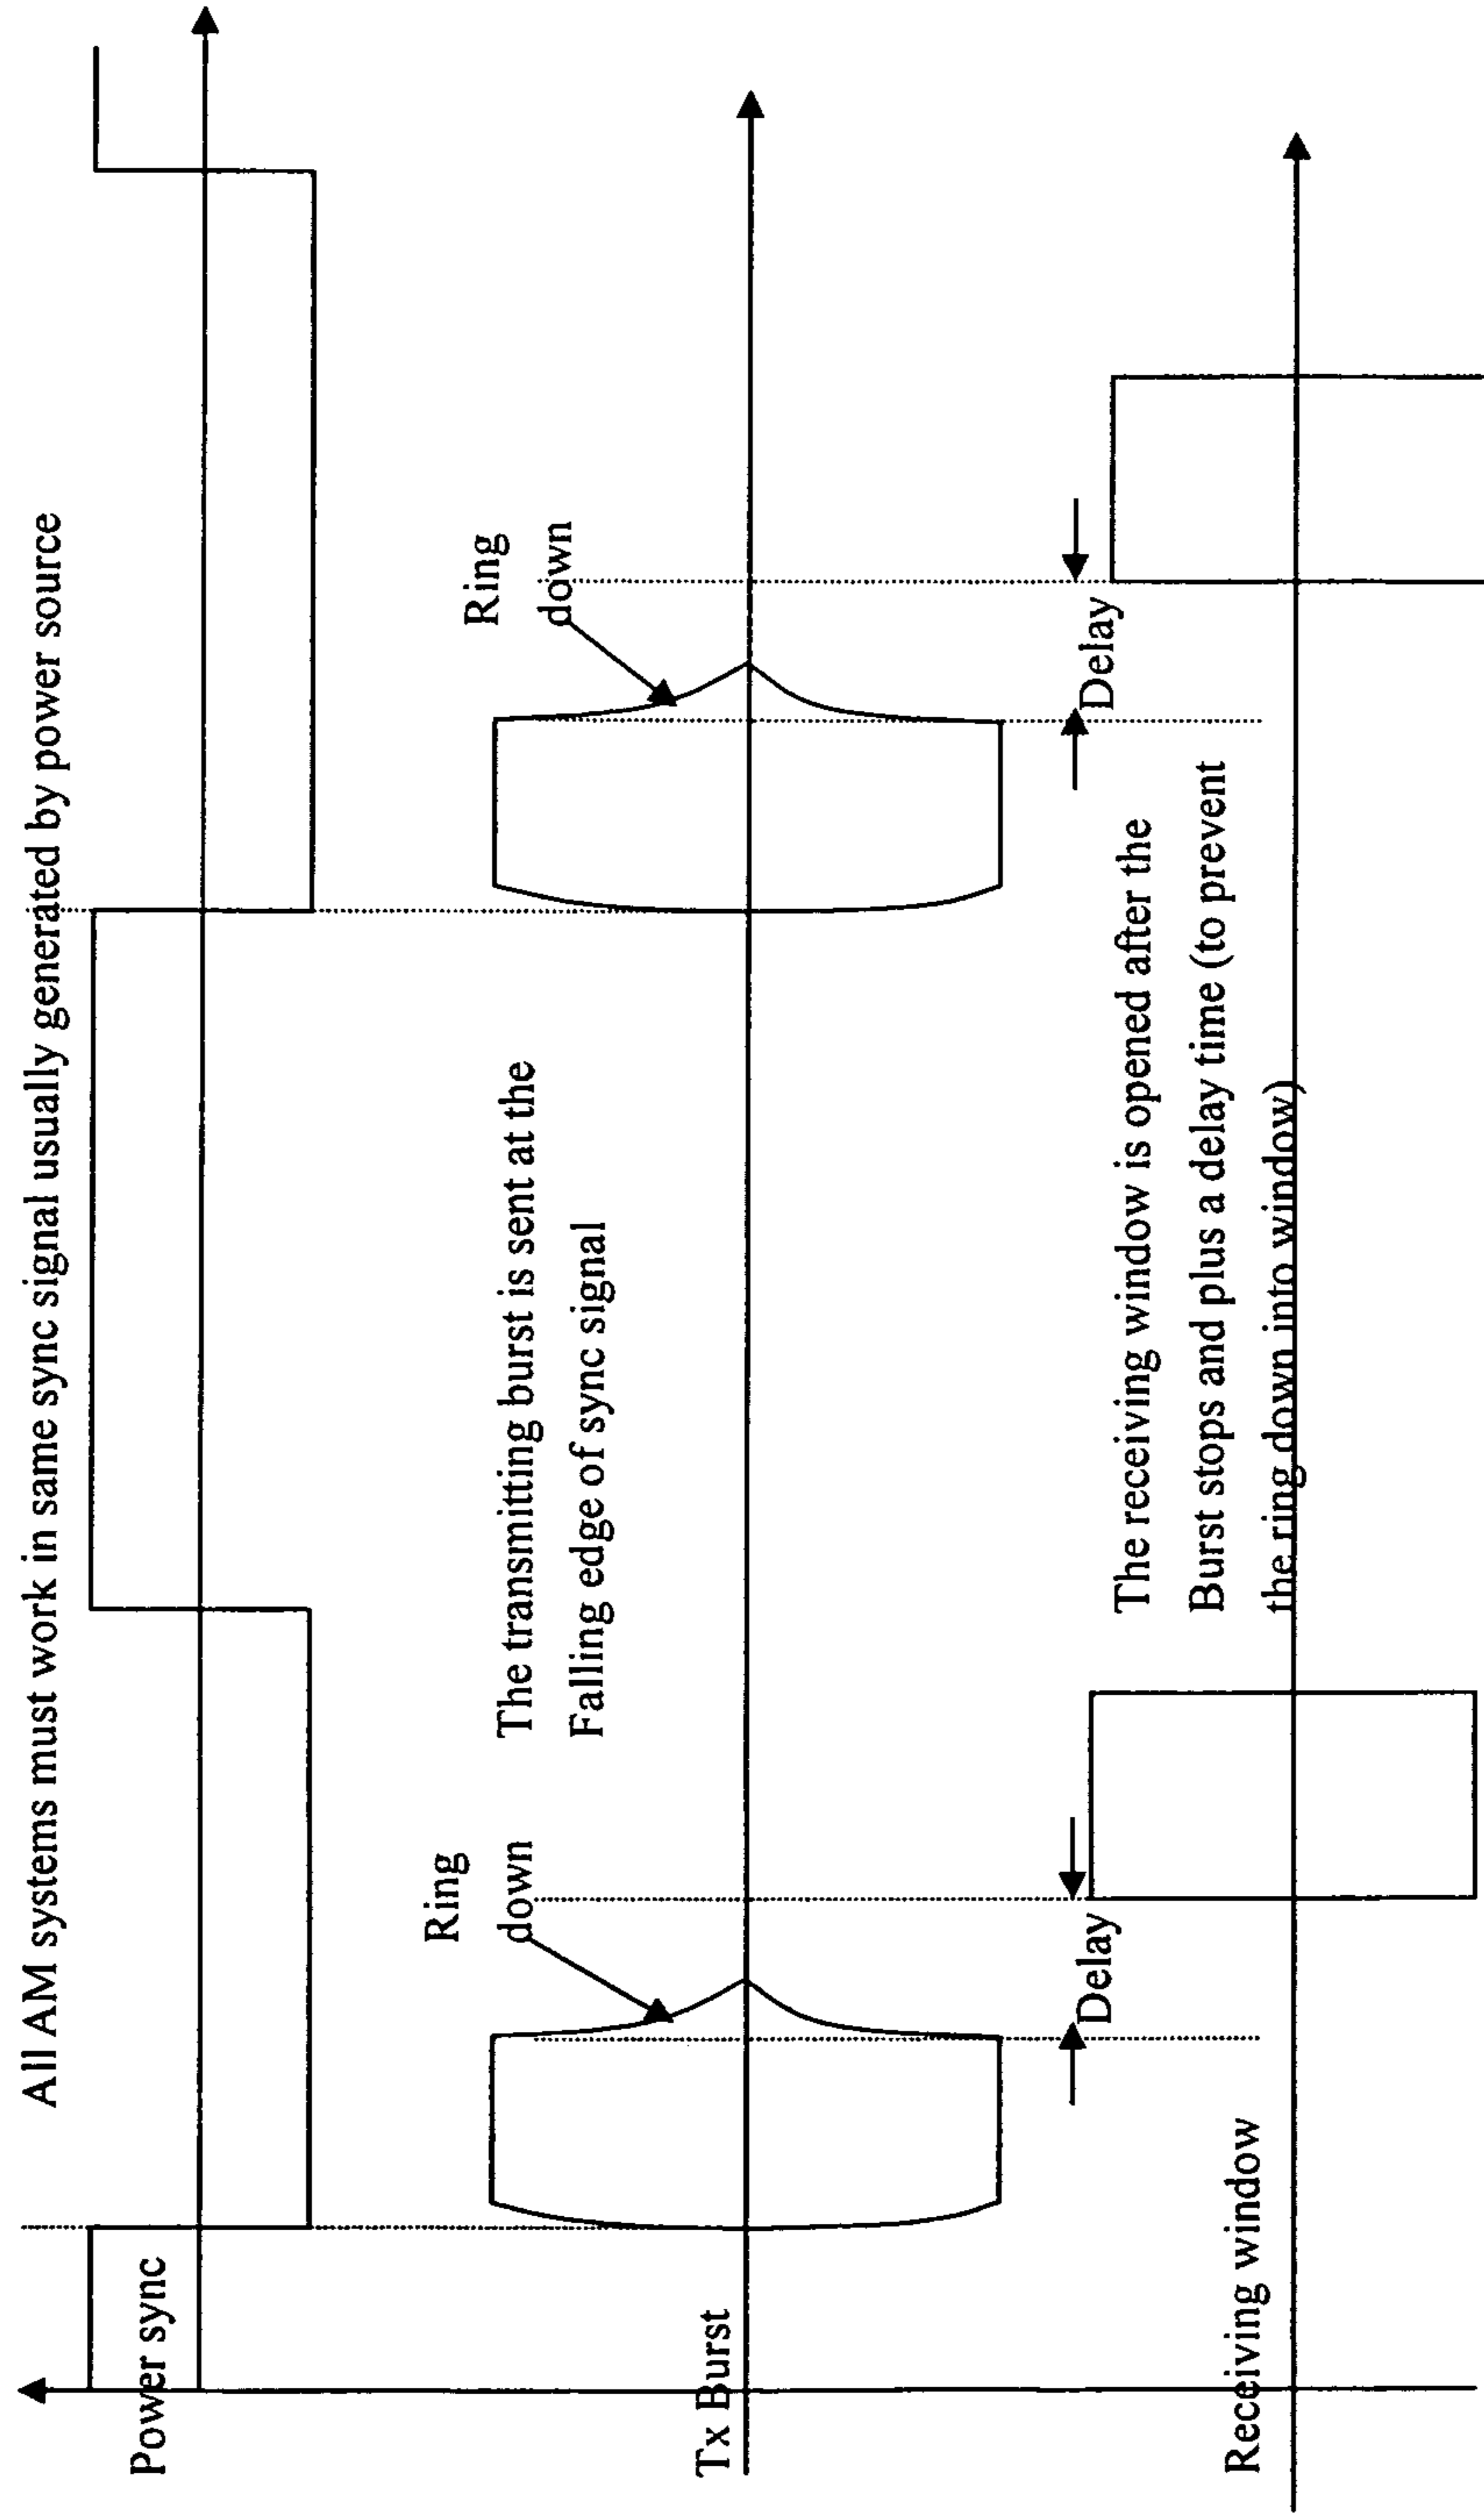 All AM systems must work in same sync signal usually generated by power source
Power sync
Ring
down
Ring
down
The transmitting burst is sent at the
Falling edge of sync signal
Tx Burst
Delay
Delay
The receiving window is opened after the
Burst stops and plus a delay time (to prevent
the ring down into window)
Receiving window